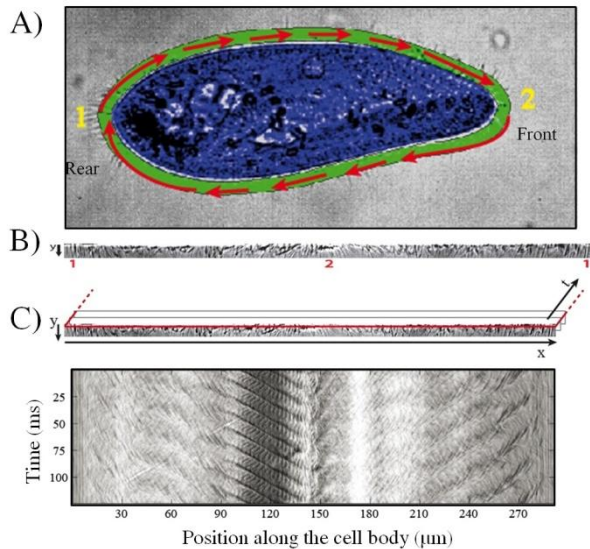 A)
1
2
Rear
Front
B)
y
1
2
1
C)
t
y
x
Time (ms)
25
50
75
100
30 60 90 120 150 180 210 240 270
Position along the cell body (μm)